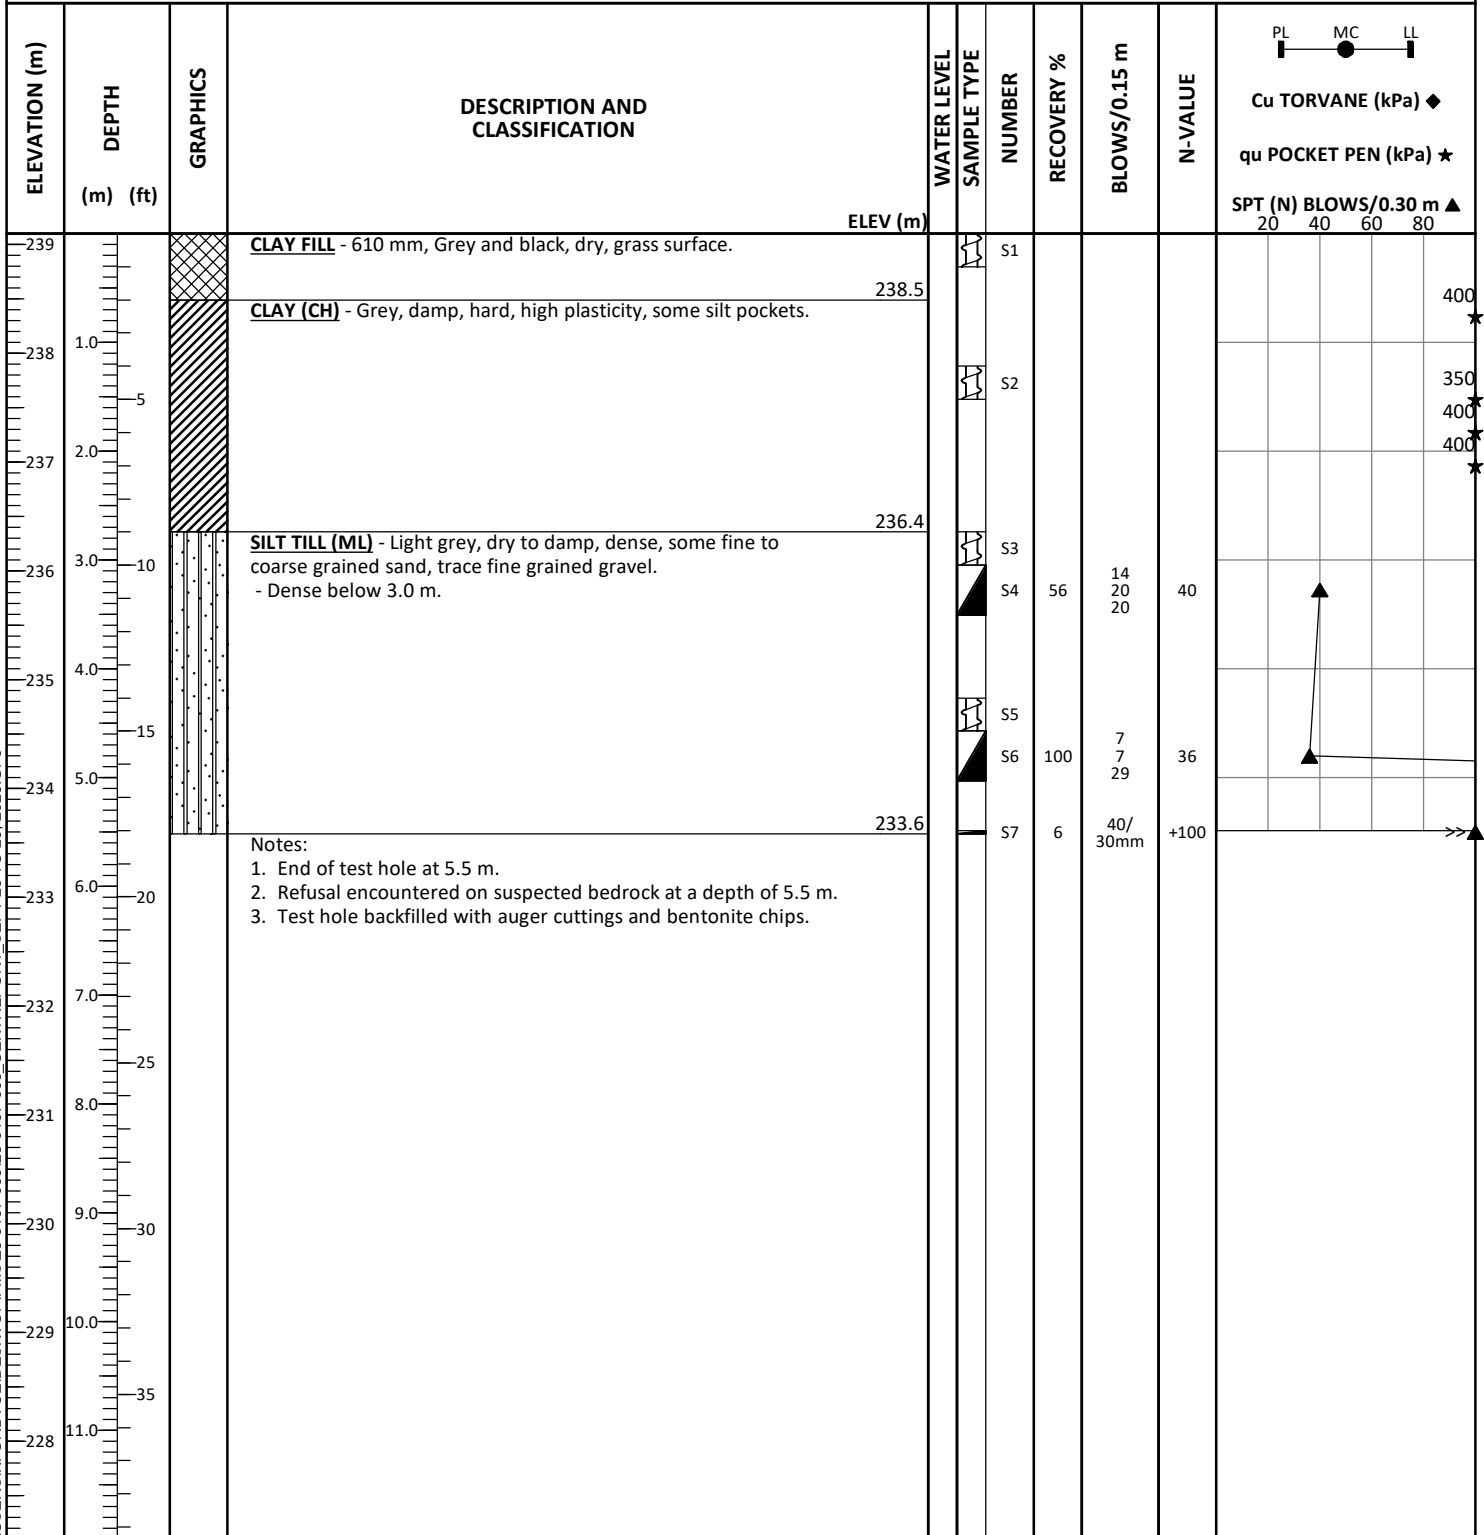 ELEVATION (m)
DEPTH
(m) (ft)
GRAPHICS
DESCRIPTION AND
CLASSIFICATION
ELEV (m)
WATER LEVEL
SAMPLE TYPE
NUMBER
RECOVERY %
BLOWS/0.15 m
N-VALUE
PL MC LL
Cu TORVANE (kPa) ◆
qu POCKET PEN (kPa) ★
SPT (N) BLOWS/0.30 m ▲
20 40 60 80
239
CLAY FILL - 610 mm, Grey and black, dry, grass surface.
S1
238.5
400
CLAY (CH) - Grey, damp, hard, high plasticity, some silt pockets.
1.0
238
350
S2
5
400
2.0
400
237
236.4
SILT TILL (ML) - Light grey, dry to damp, dense, some fine to
S3
3.0
10
coarse grained sand, trace fine grained gravel.
236
14
- Dense below 3.0 m.
S4 56 20 40
20
4.0
235
S5
15
7
S6 100 7 36
29
5.0
234
233.6
S7 6 40/ +100 >>
30mm
Notes:
1. End of test hole at 5.5 m.
6.0
2. Refusal encountered on suspected bedrock at a depth of 5.5 m.
233
20
3. Test hole backfilled with auger cuttings and bentonite chips.
7.0
232
25
8.0
231
9.0
230
30
10.0
229
35
11.0
228